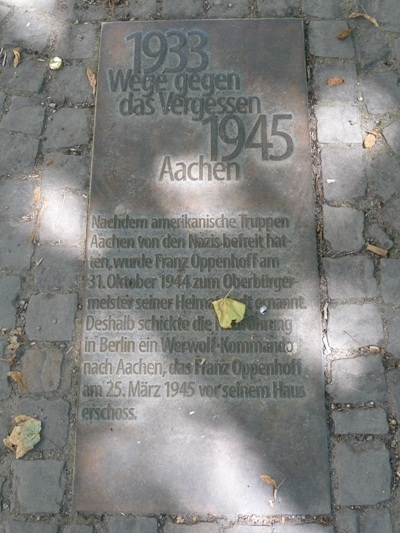 1933
Wege gegen
das Vergessen
1945
Aachen
Nachdem amerikanische Truppen
Aachen von den Nazis befreit hat-
ten, wurde Franz Oppenhoff am
31. Oktober 1944 zum Oberbürger-
meister seiner ernannt.
Deshalb schickte die
in Berlin ein Werwolf-Kommando
nach Aachen, das Franz Oppenhoff
am 25. März 1945 vor seinem Haus
erschoss.